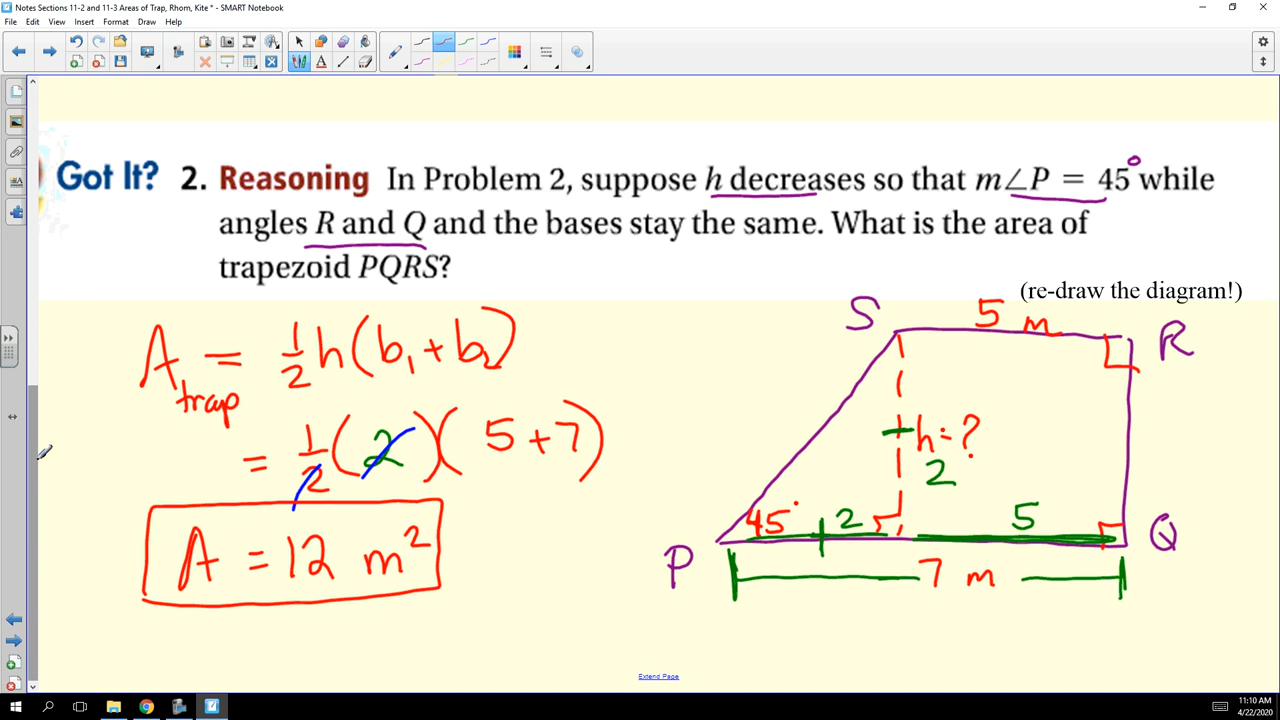 Notes Sections 11-2 and 11-3 Areas of Trap, Rhom, Kite * - SMART Notebook
File Edit View Insert Format Draw Help
Got It? 2. Reasoning In Problem 2, suppose h decreases so that m∠P = 45° while
angles R and Q and the bases stay the same. What is the area of
trapezoid PQRS?
(re-draw the diagram!)
A trap = 1/2 h(b₁ + b₂)
= 1/2 (2)(5 + 7)
A = 12 m²
S 5 m R
h = ?
2
45° 2 5
P Q
7 m
Extend Page
11:10 AM
4/22/2020